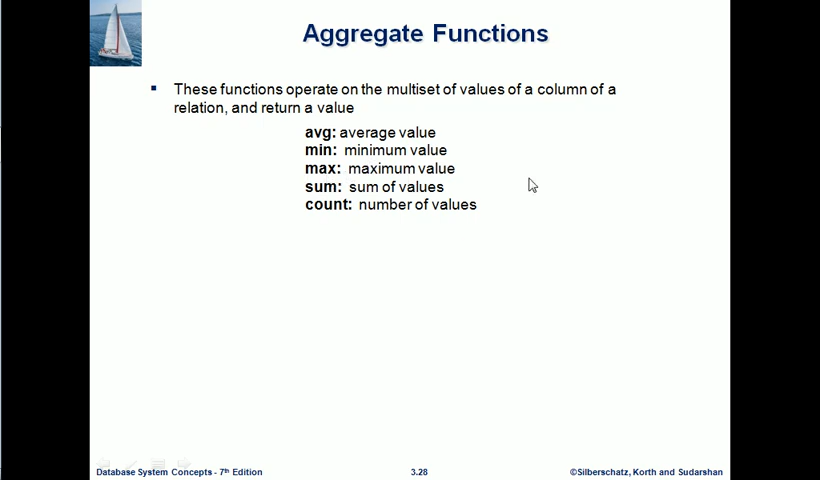 Aggregate Functions
▪ These functions operate on the multiset of values of a column of a
relation, and return a value
avg: average value
min: minimum value
max: maximum value
sum: sum of values
count: number of values
Database System Concepts - 7th Edition
3.28
©Silberschatz, Korth and Sudarshan